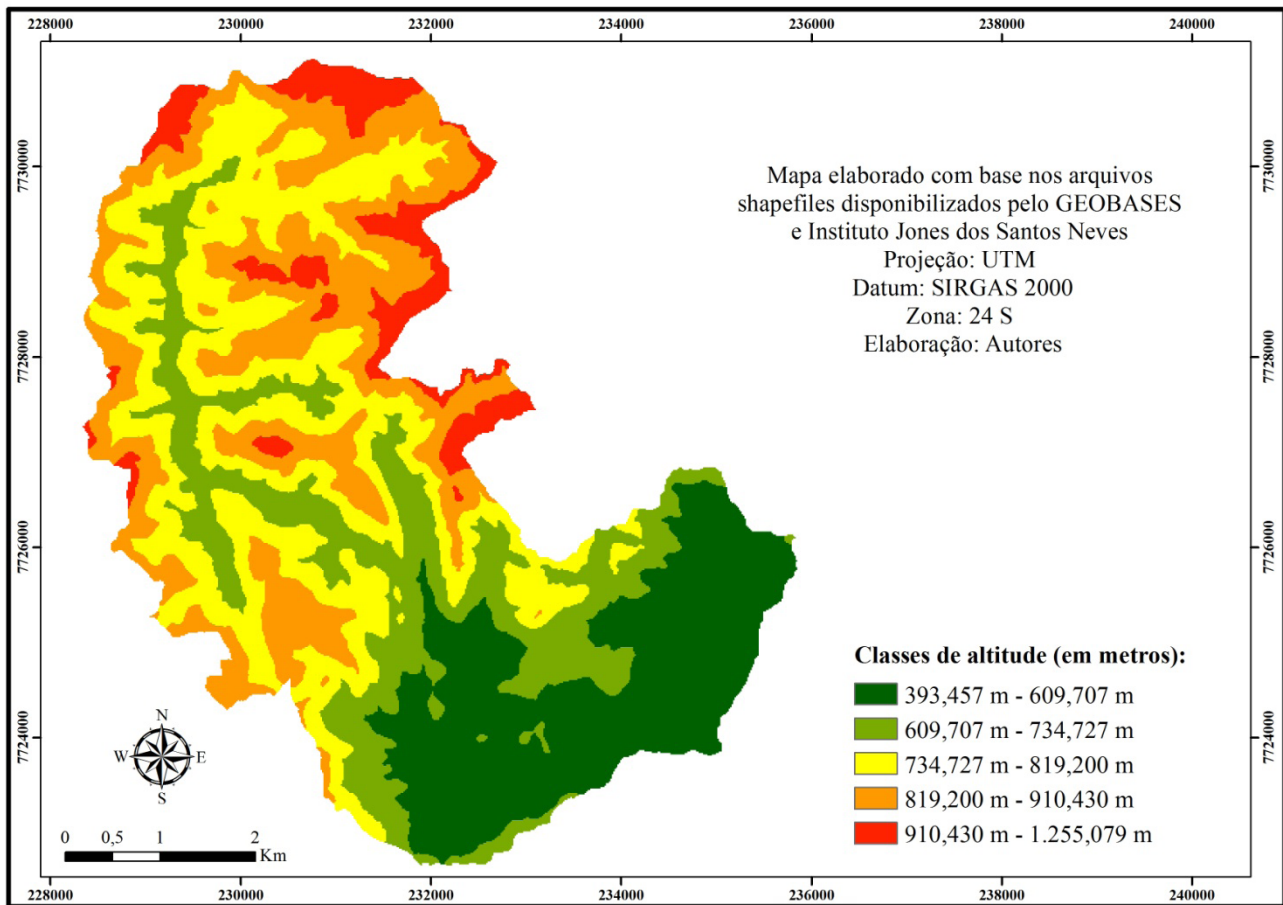 228000 230000 232000 234000 236000 238000 240000
7730000 7730000
Mapa elaborado com base nos arquivos
shapefiles disponibilizados pelo GEOBASES
e Instituto Jones dos Santos Neves
Projeção: UTM
Datum: SIRGAS 2000
Zona: 24 S
Elaboração: Autores
7728000 7728000
7726000 7726000
Classes de altitude (em metros):
393,457 m - 609,707 m
609,707 m - 734,727 m
734,727 m - 819,200 m
819,200 m - 910,430 m
910,430 m - 1.255,079 m
7724000 7724000
N
W E
S
0 0,5 1 2
Km
228000 230000 232000 234000 236000 238000 240000